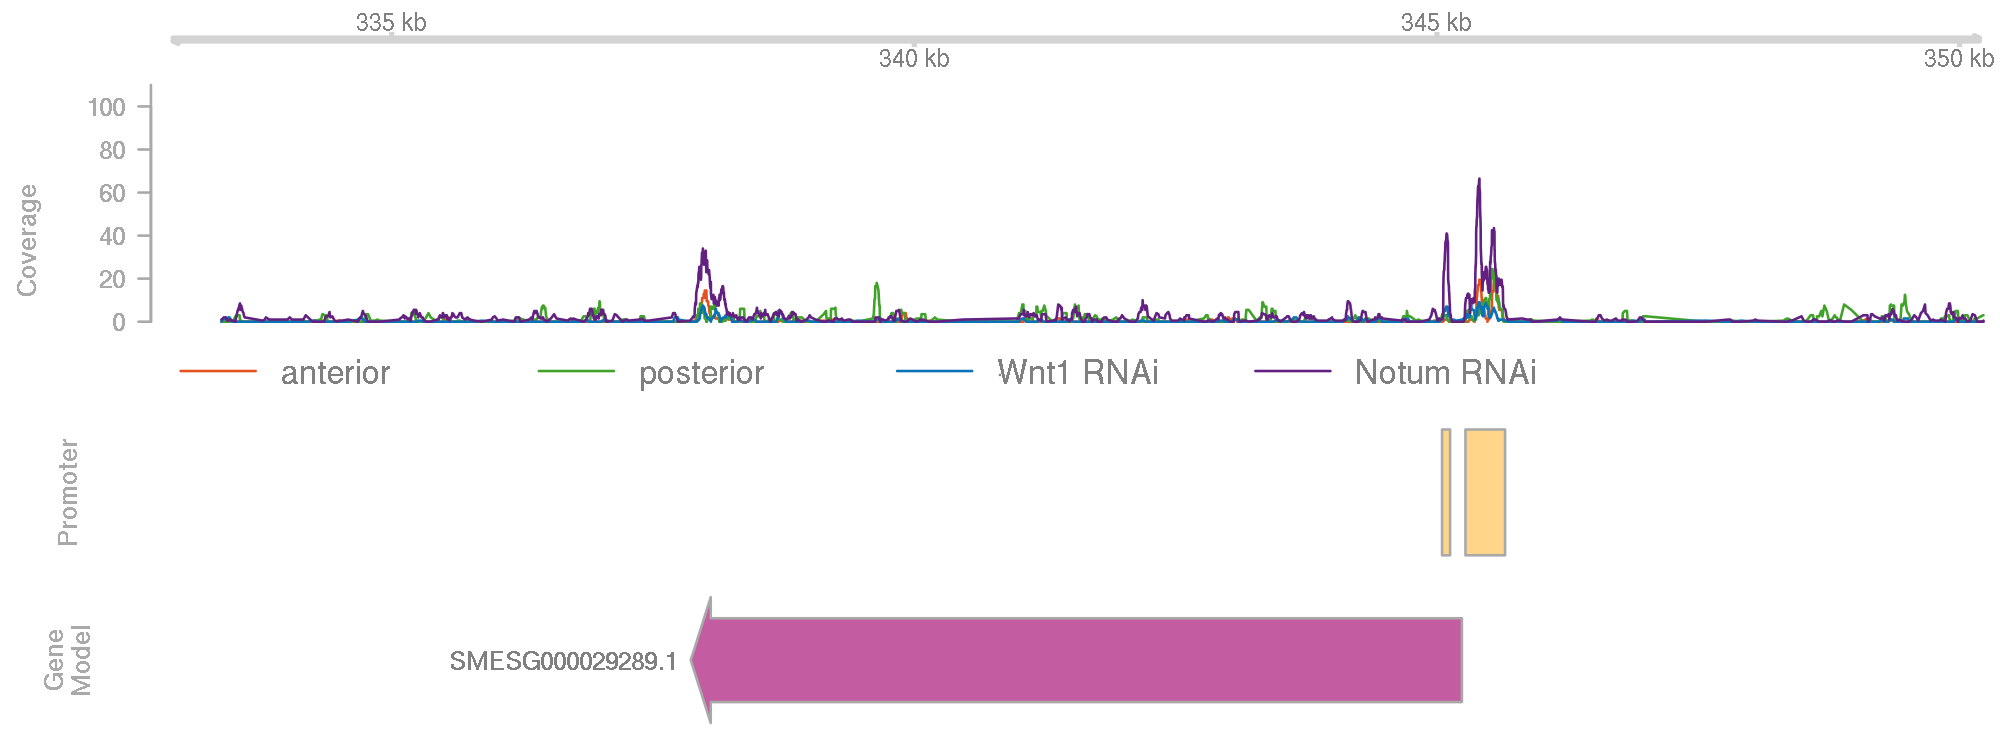 335 kb
345 kb
340 kb
350 kb
Coverage
100
80
60
40
20
0
anterior
posterior
Wnt1 RNAi
Notum RNAi
Promoter
Gene
Model
SMESG000029289.1